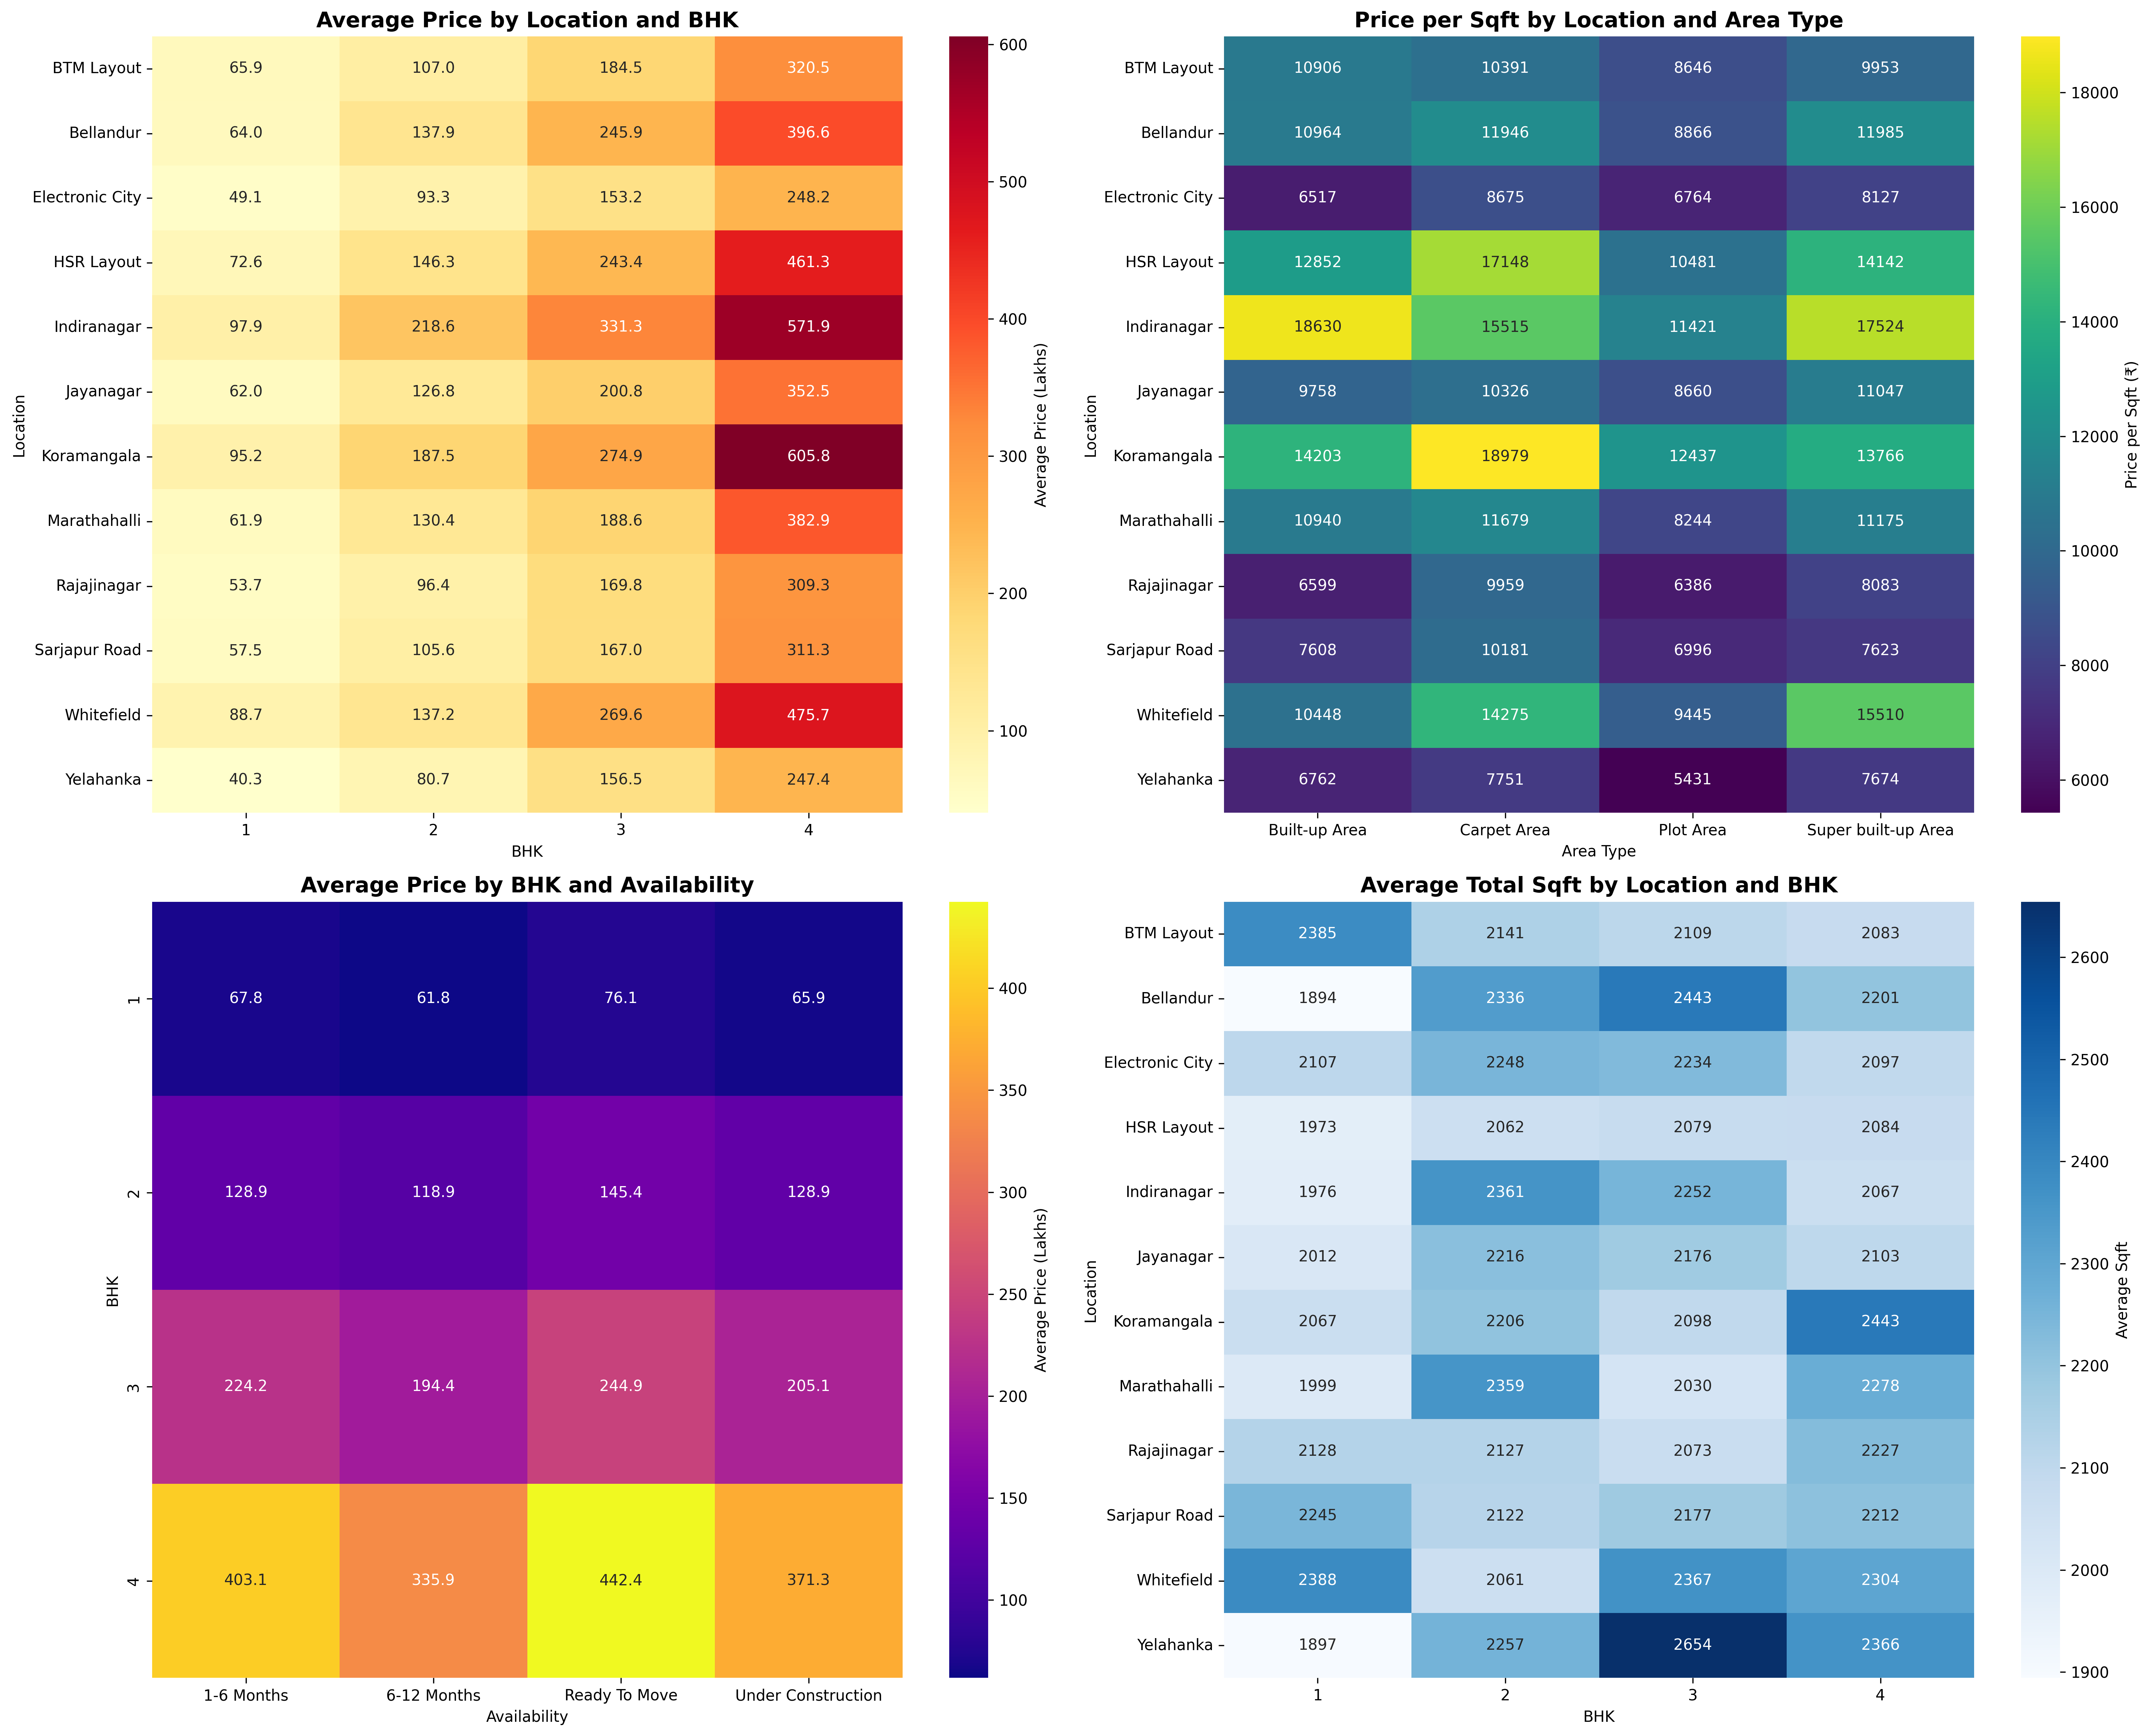 Average Price by Location and BHK
Location
BTM Layout 65.9 107.0 184.5 320.5
Bellandur 64.0 137.9 245.9 396.6
Electronic City 49.1 93.3 153.2 248.2
HSR Layout 72.6 146.3 243.4 461.3
Indiranagar 97.9 218.6 331.3 571.9
Jayanagar 62.0 126.8 200.8 352.5
Koramangala 95.2 187.5 274.9 605.8
Marathahalli 61.9 130.4 188.6 382.9
Rajajinagar 53.7 96.4 169.8 309.3
Sarjapur Road 57.5 105.6 167.0 311.3
Whitefield 88.7 137.2 269.6 475.7
Yelahanka 40.3 80.7 156.5 247.4
1 2 3 4
BHK
600
500
400
300
200
100
Average Price (Lakhs)
Price per Sqft by Location and Area Type
Location
BTM Layout 10906 10391 8646 9953
Bellandur 10964 11946 8866 11985
Electronic City 6517 8675 6764 8127
HSR Layout 12852 17148 10481 14142
Indiranagar 18630 15515 11421 17524
Jayanagar 9758 10326 8660 11047
Koramangala 14203 18979 12437 13766
Marathahalli 10940 11679 8244 11175
Rajajinagar 6599 9959 6386 8083
Sarjapur Road 7608 10181 6996 7623
Whitefield 10448 14275 9445 15510
Yelahanka 6762 7751 5431 7674
Built-up Area Carpet Area Plot Area Super built-up Area
Area Type
18000
16000
14000
12000
10000
8000
6000
Price per Sqft (₹)
Average Price by BHK and Availability
BHK
1 67.8 61.8 76.1 65.9
2 128.9 118.9 145.4 128.9
3 224.2 194.4 244.9 205.1
4 403.1 335.9 442.4 371.3
1-6 Months 6-12 Months Ready To Move Under Construction
Availability
400
350
300
250
200
150
100
Average Price (Lakhs)
Average Total Sqft by Location and BHK
Location
BTM Layout 2385 2141 2109 2083
Bellandur 1894 2336 2443 2201
Electronic City 2107 2248 2234 2097
HSR Layout 1973 2062 2079 2084
Indiranagar 1976 2361 2252 2067
Jayanagar 2012 2216 2176 2103
Koramangala 2067 2206 2098 2443
Marathahalli 1999 2359 2030 2278
Rajajinagar 2128 2127 2073 2227
Sarjapur Road 2245 2122 2177 2212
Whitefield 2388 2061 2367 2304
Yelahanka 1897 2257 2654 2366
1 2 3 4
BHK
2600
2500
2400
2300
2200
2100
2000
1900
Average Sqft